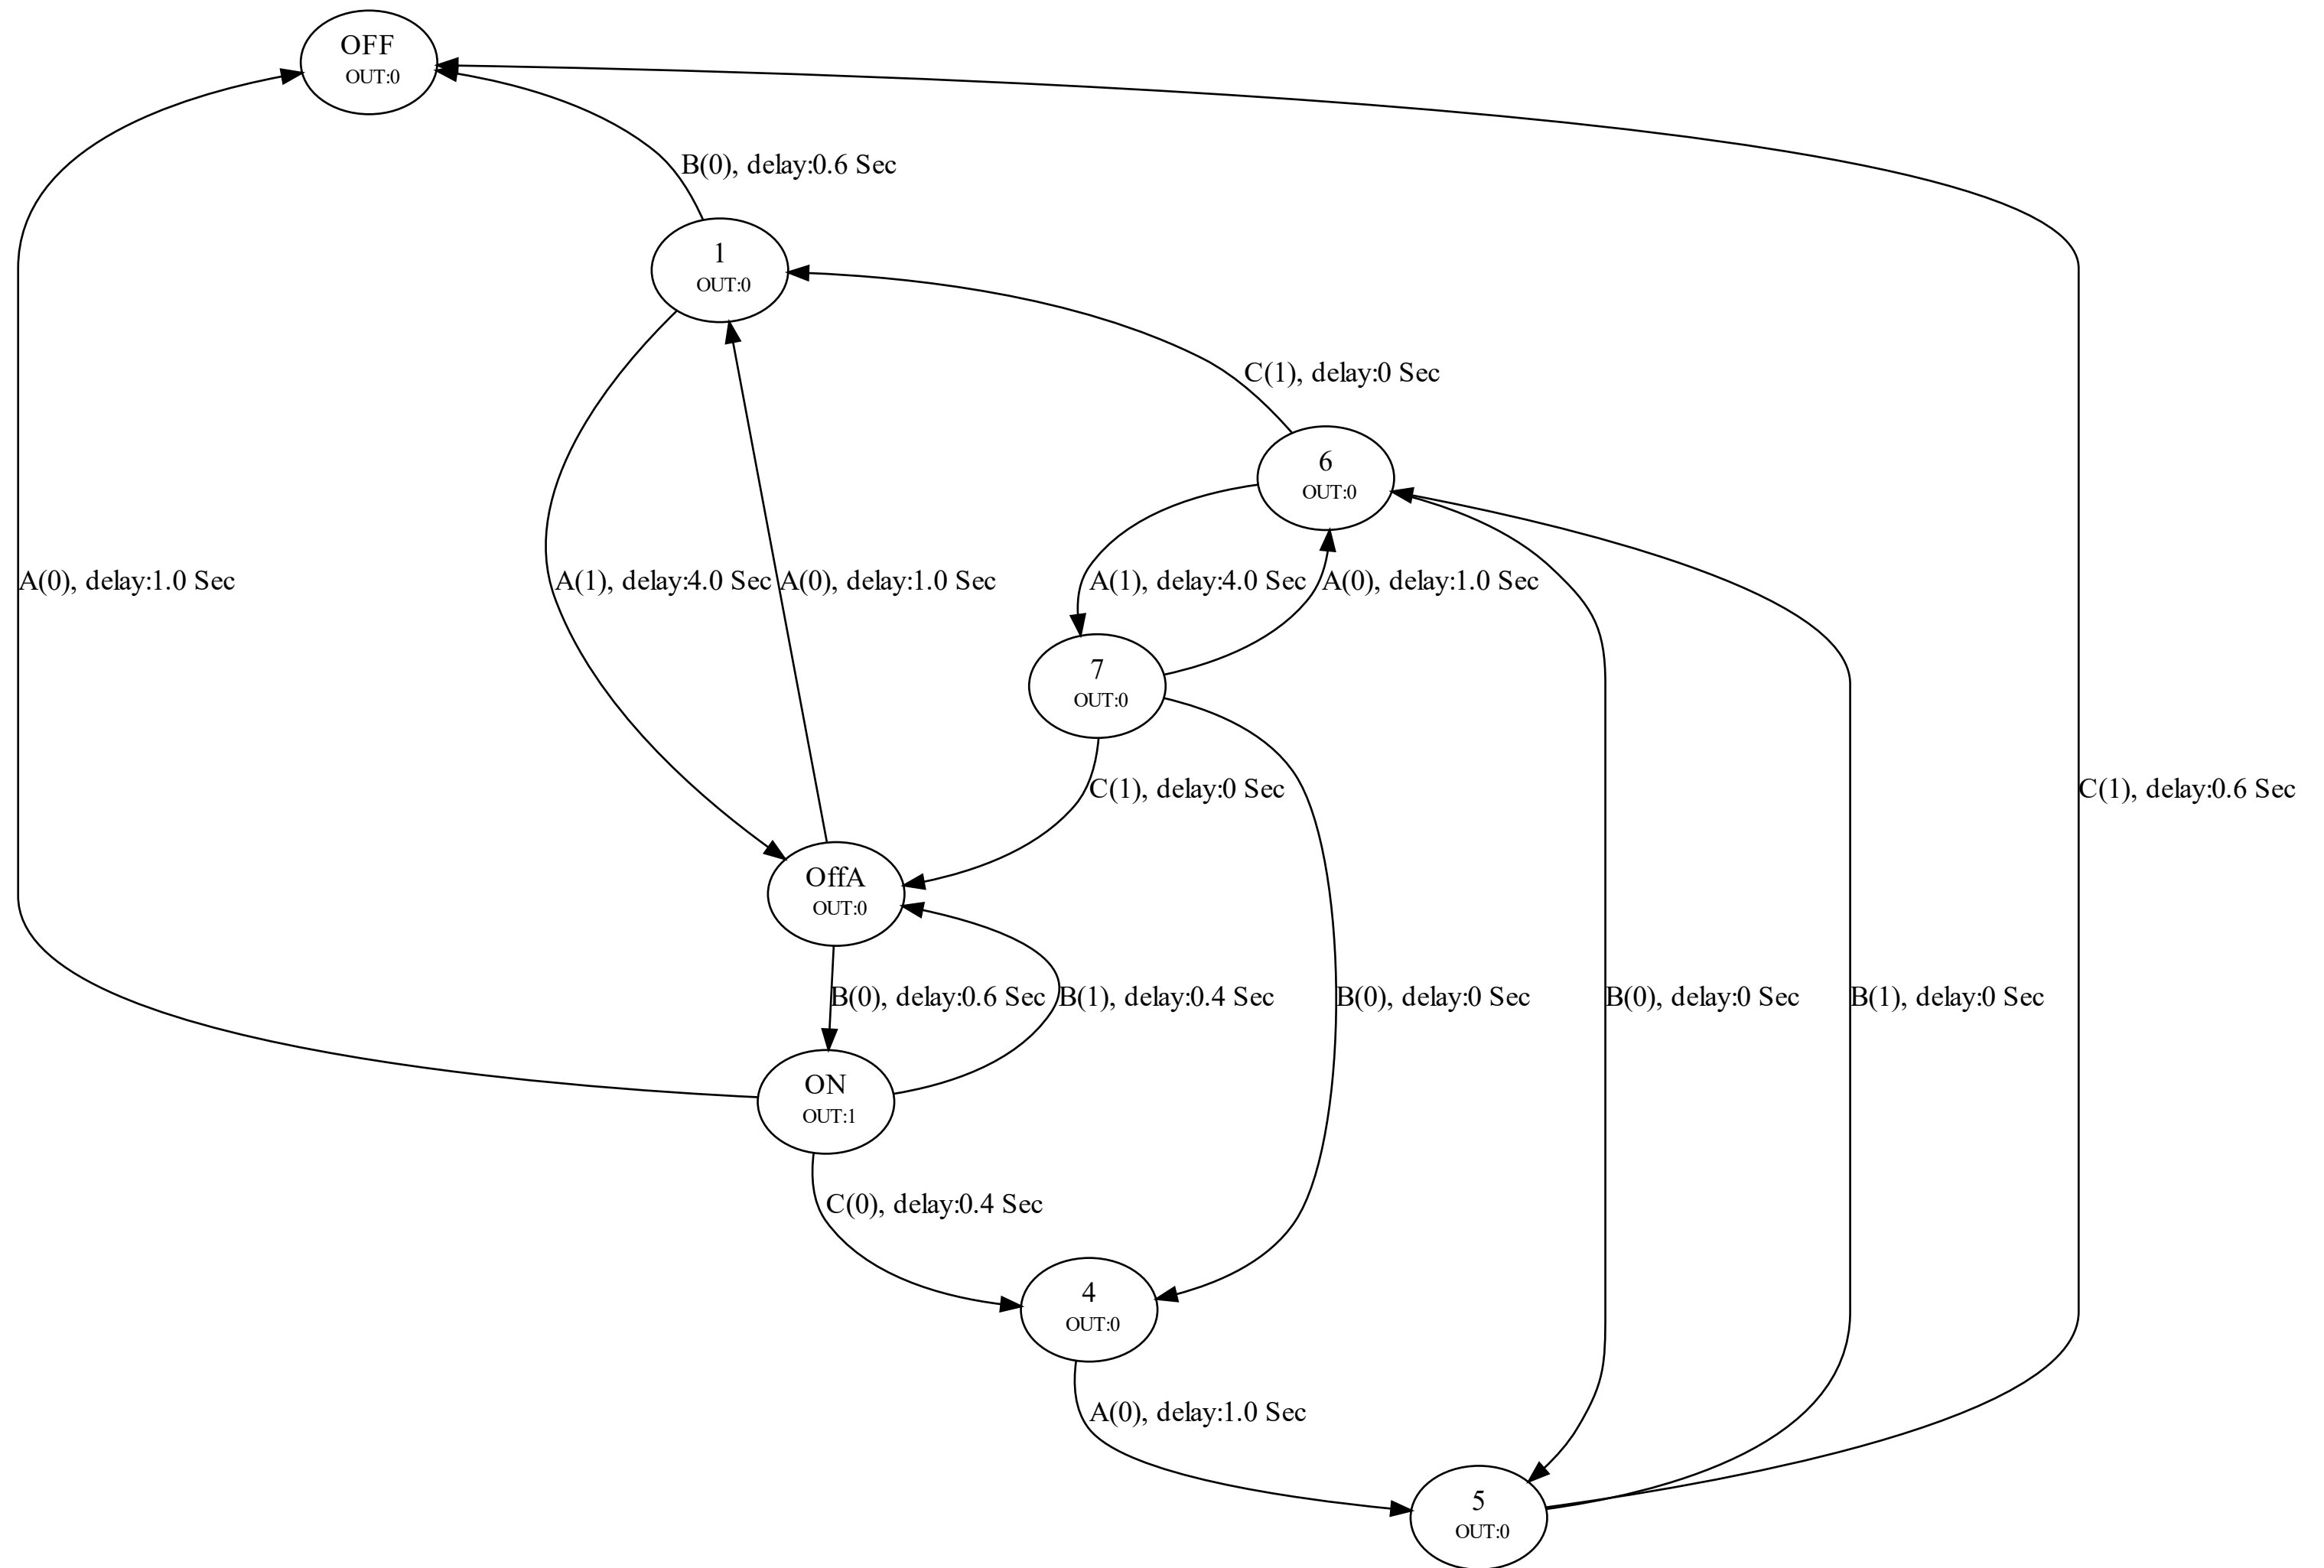 OFF
OUT:0
B(0), delay:0.6 Sec
1
OUT:0
C(1), delay:0 Sec
6
OUT:0
A(0), delay:1.0 Sec
A(1), delay:4.0 Sec
A(0), delay:1.0 Sec
A(1), delay:4.0 Sec
A(0), delay:1.0 Sec
7
OUT:0
C(1), delay:0 Sec
C(1), delay:0.6 Sec
OffA
OUT:0
B(0), delay:0.6 Sec
B(1), delay:0.4 Sec
B(0), delay:0 Sec
B(0), delay:0 Sec
B(1), delay:0 Sec
ON
OUT:1
C(0), delay:0.4 Sec
4
OUT:0
A(0), delay:1.0 Sec
5
OUT:0